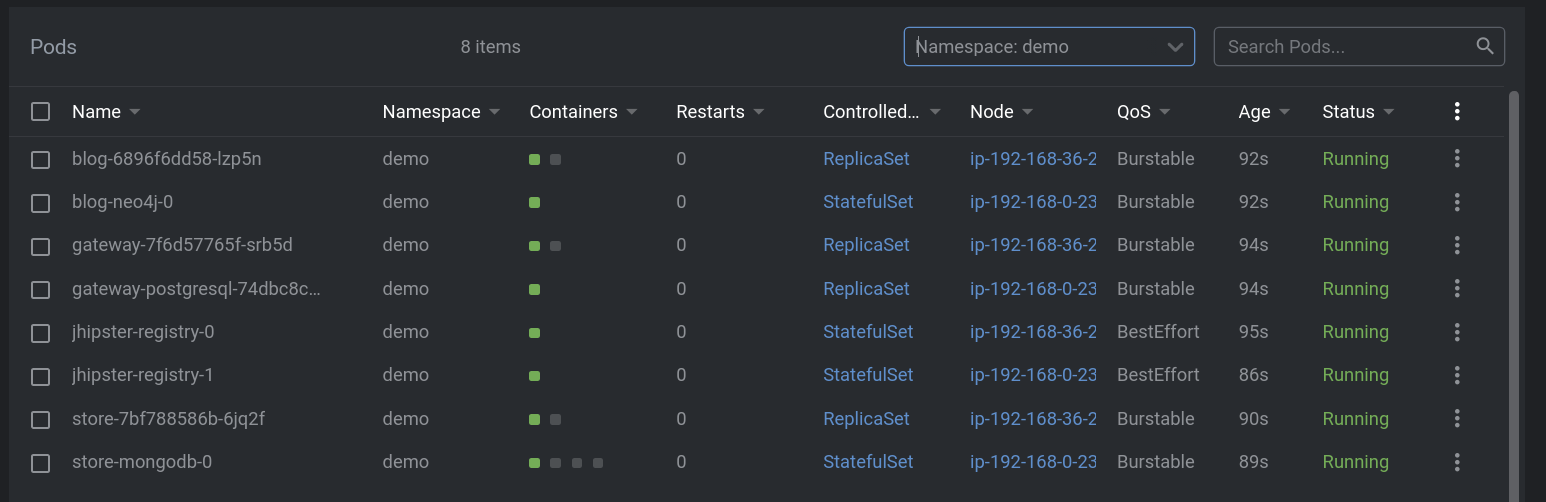 Pods 8 items Namespace: demo Search Pods...
Name Namespace Containers Restarts Controlled... Node QoS Age Status
blog-6896f6dd58-lzp5n demo 0 ReplicaSet ip-192-168-36-2 Burstable 92s Running
blog-neo4j-0 demo 0 StatefulSet ip-192-168-0-23 Burstable 92s Running
gateway-7f6d57765f-srb5d demo 0 ReplicaSet ip-192-168-36-2 Burstable 94s Running
gateway-postgresql-74dbc8c... demo 0 ReplicaSet ip-192-168-0-23 Burstable 94s Running
jhipster-registry-0 demo 0 StatefulSet ip-192-168-36-2 BestEffort 95s Running
jhipster-registry-1 demo 0 StatefulSet ip-192-168-0-23 BestEffort 86s Running
store-7bf788586b-6jq2f demo 0 ReplicaSet ip-192-168-36-2 Burstable 90s Running
store-mongodb-0 demo 0 StatefulSet ip-192-168-0-23 Burstable 89s Running